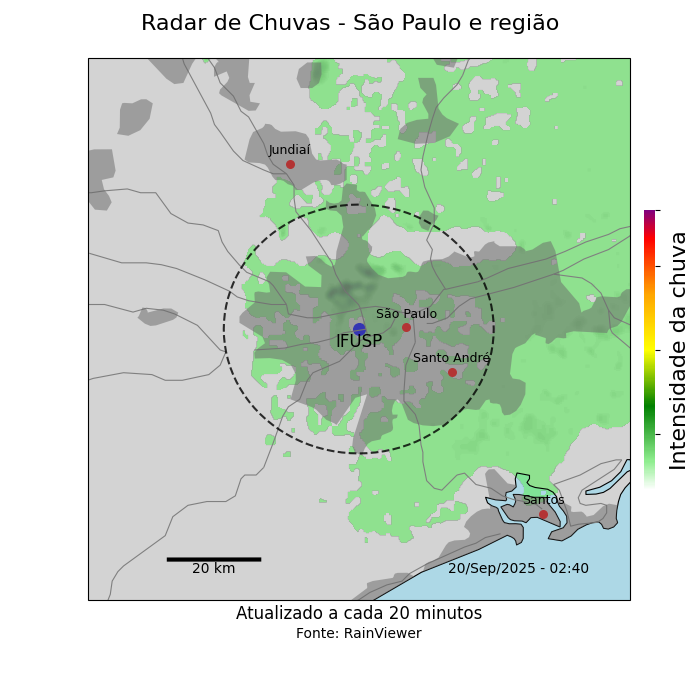 Radar de Chuvas - São Paulo e região
Jundiaí
São Paulo
IFUSP
Santo André
Santos
20 km
20/Sep/2025 - 02:40
Intensidade da chuva
Atualizado a cada 20 minutos
Fonte: RainViewer